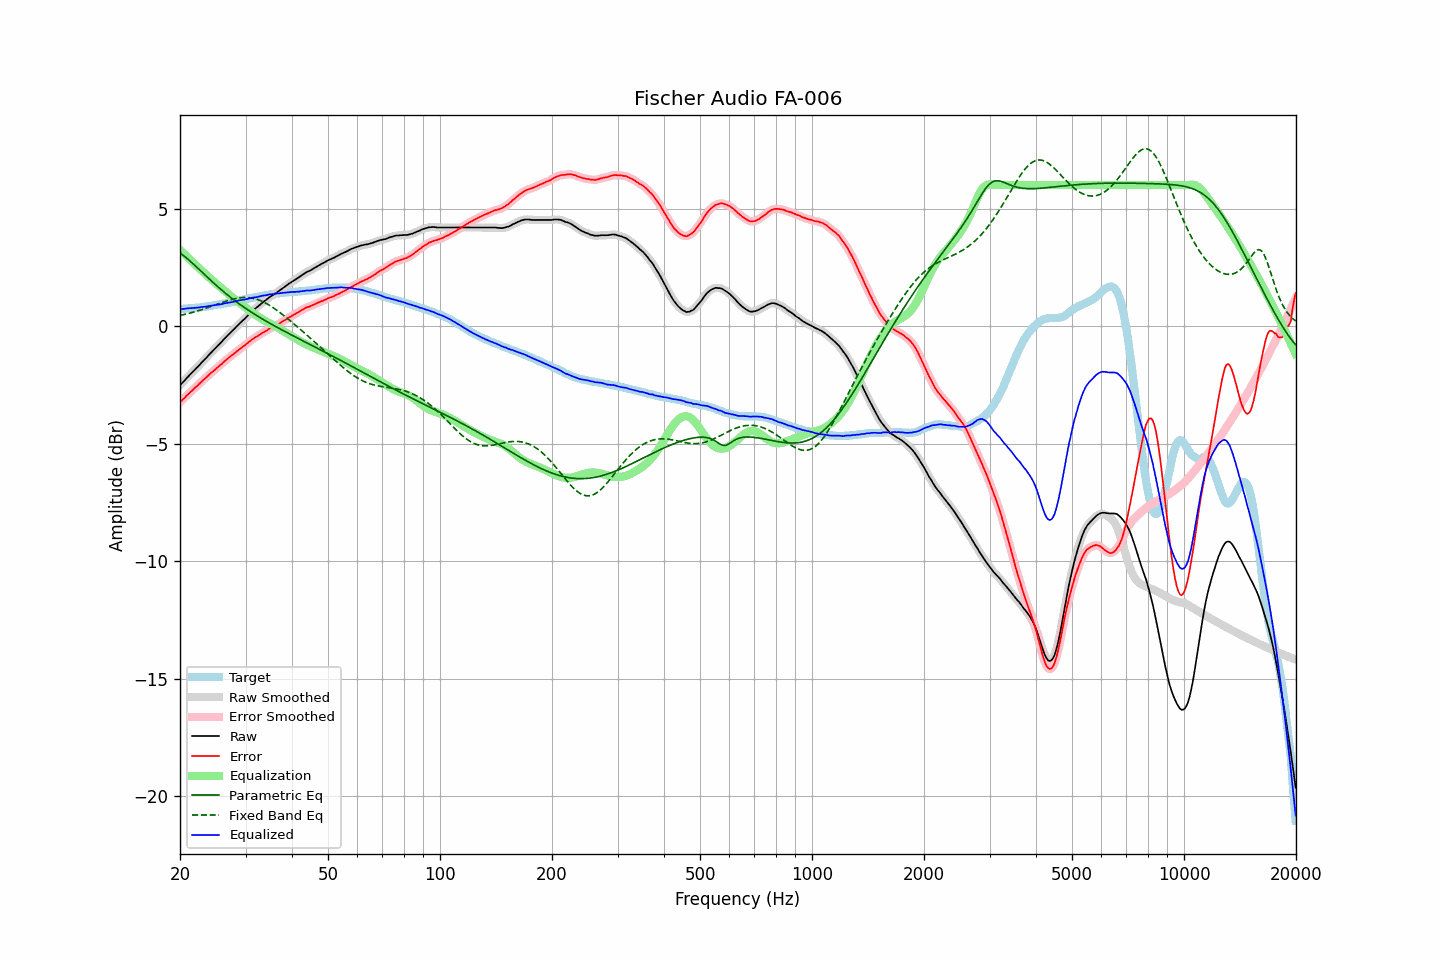 Fischer Audio FA-006
Amplitude (dBr)
5
0
−5
−10
−15
−20
Target
Raw Smoothed
Error Smoothed
Raw
Error
Equalization
Parametric Eq
Fixed Band Eq
Equalized
20 50 100 200 500 1000 2000 5000 10000 20000
Frequency (Hz)